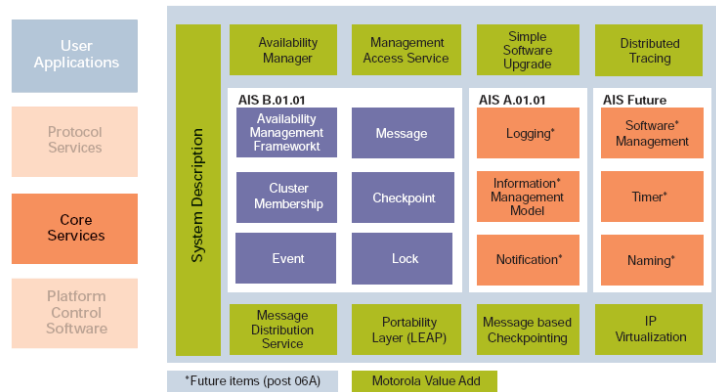 User
Applications
Protocol
Services
Core
Services
Platform
Control
Software
System Description
Availability
Manager
Management
Access Service
Simple
Software
Upgrade
Distributed
Tracing
AIS B.01.01
Availability
Management
Frameworkt
Message
Cluster
Membership
Checkpoint
Event
Lock
AIS A.01.01
Logging*
Information*
Management
Model
Notification*
AIS Future
Software*
Management
Timer*
Naming*
Message
Distribution
Service
Portability
Layer (LEAP)
Message based
Checkpointing
IP
Virtualization
*Future items (post 06A)
Motorola Value Add